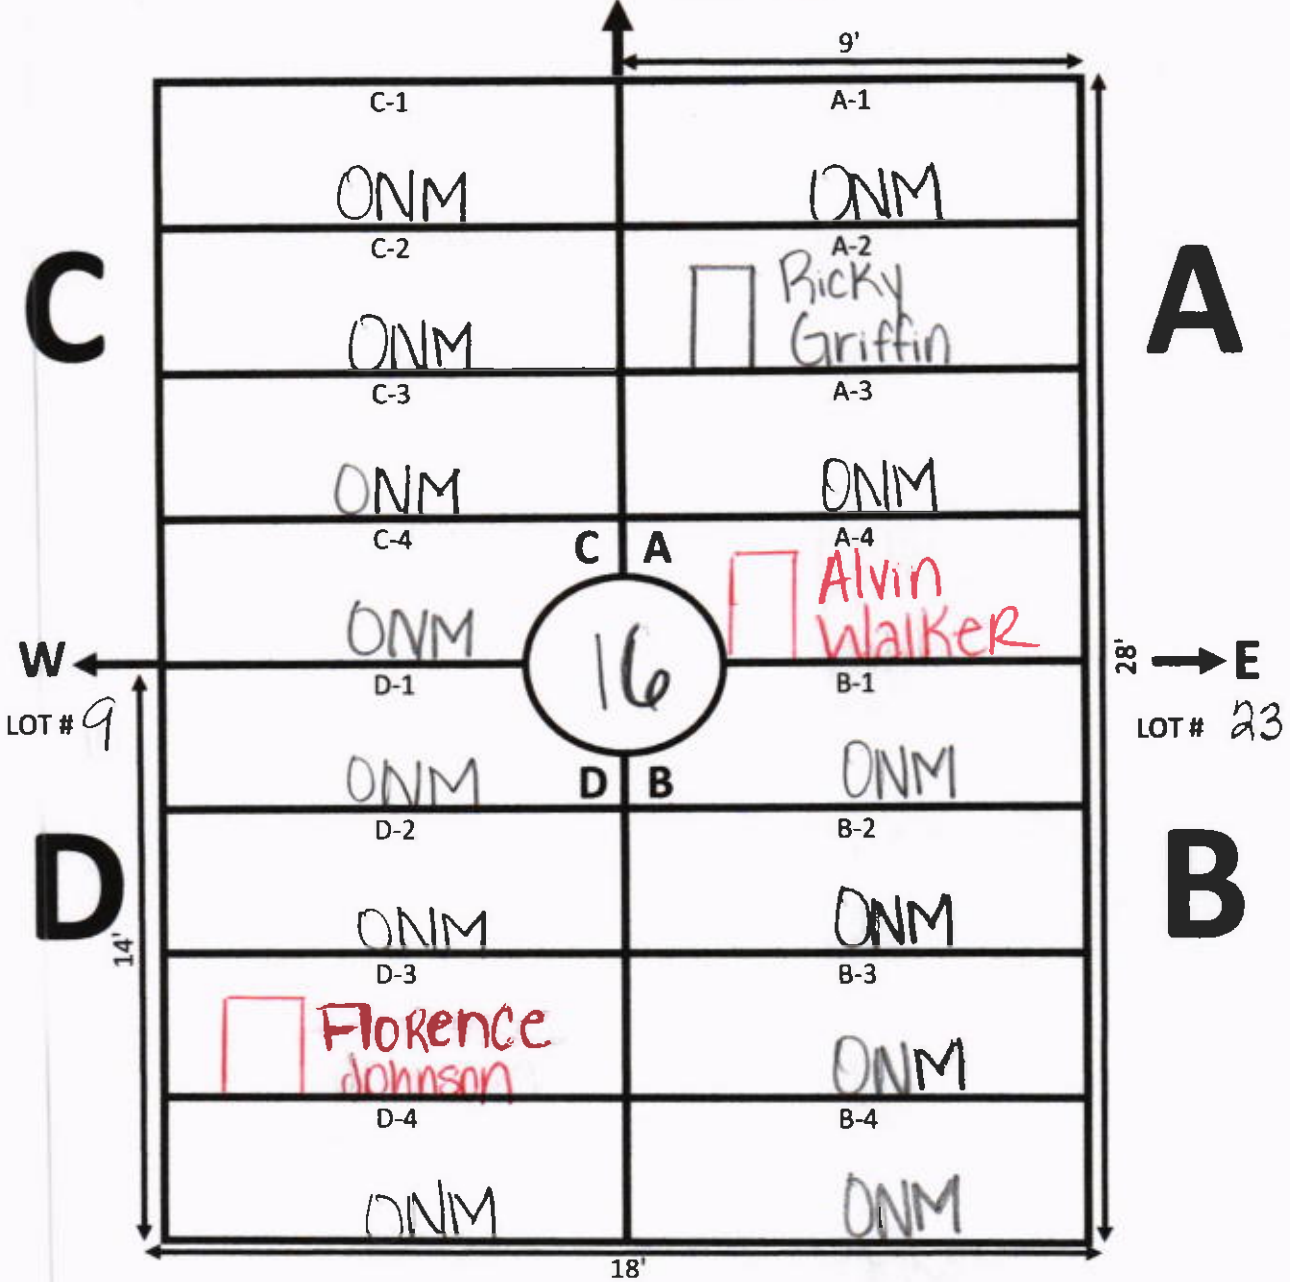 9'
C-1 A-1
ONM ONM
C-2 A-2
C A
Ricky
ONM Griffin
C-3 A-3
ONM ONM
C-4 C A A-4
Alvin
ONM Walker
W 16 28' E
D-1 B-1
LOT # 9 LOT # 23
ONM D B ONM
D-2 B-2
D B
ONM ONM
14'
D-3 B-3
Florence
Johnson ONM
D-4 B-4
ONM ONM
18'